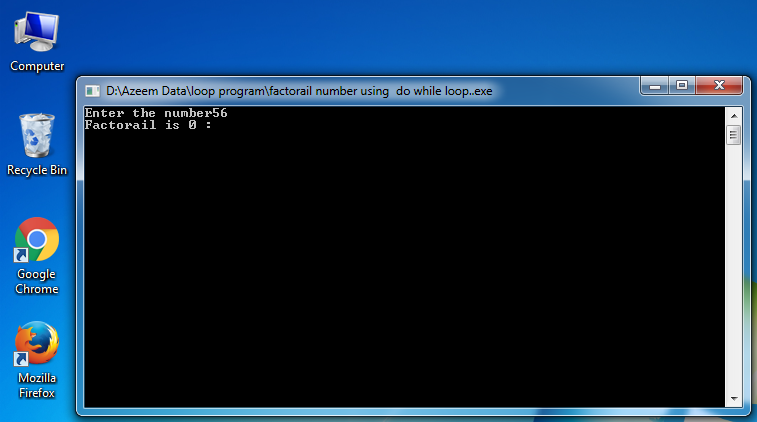 Computer
Recycle Bin
Google
Chrome
Mozilla
Firefox
D:\Azeem Data\loop program\factorail number using  do while loop..exe
Enter the number56
Factorail is 0 :